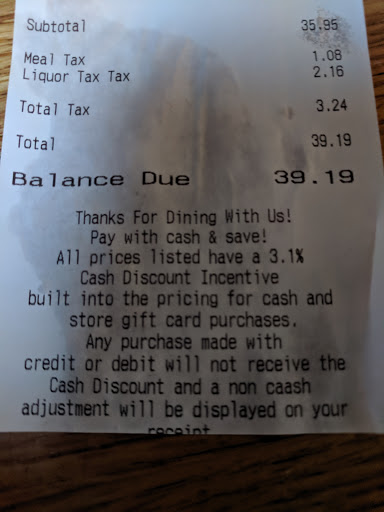 Subtotal 35.95
Meal Tax 1.08
Liquor Tax Tax 2.16
Total Tax 3.24
Total 39.19
Balance Due 39.19
Thanks For Dining With Us!
Pay with cash & save!
All prices listed have a 3.1%
Cash Discount Incentive
built into the pricing for cash and
store gift card purchases.
Any purchase made with
credit or debit will not receive the
Cash Discount and a non caash
adjustment will be displayed on your
receipt